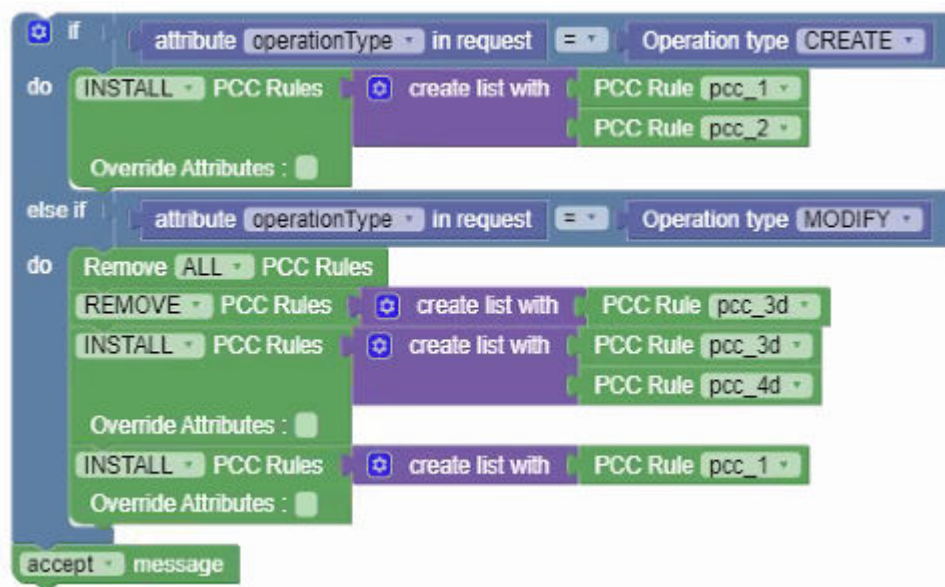 if attribute operationType in request = Operation type CREATE
do INSTALL PCC Rules create list with PCC Rule pcc_1
PCC Rule pcc_2
Override Attributes :
else if attribute operationType in request = Operation type MODIFY
do Remove ALL PCC Rules
REMOVE PCC Rules create list with PCC Rule pcc_3d
INSTALL PCC Rules create list with PCC Rule pcc_3d
PCC Rule pcc_4d
Override Attributes :
INSTALL PCC Rules create list with PCC Rule pcc_1
Override Attributes :
accept message